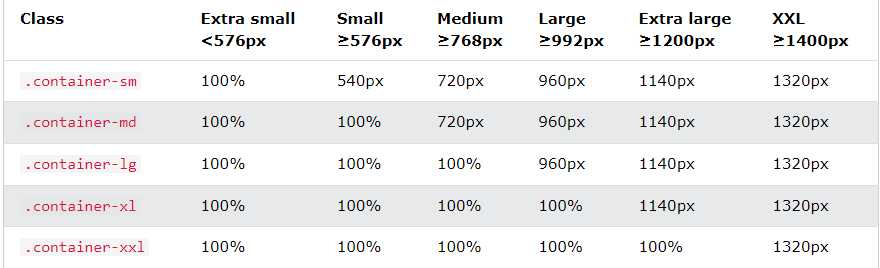 Class Extra small Small Medium Large Extra large XXL
<576px ≥576px ≥768px ≥992px ≥1200px ≥1400px
.container-sm 100% 540px 720px 960px 1140px 1320px
.container-md 100% 100% 720px 960px 1140px 1320px
.container-lg 100% 100% 100% 960px 1140px 1320px
.container-xl 100% 100% 100% 100% 1140px 1320px
.container-xxl 100% 100% 100% 100% 100% 1320px